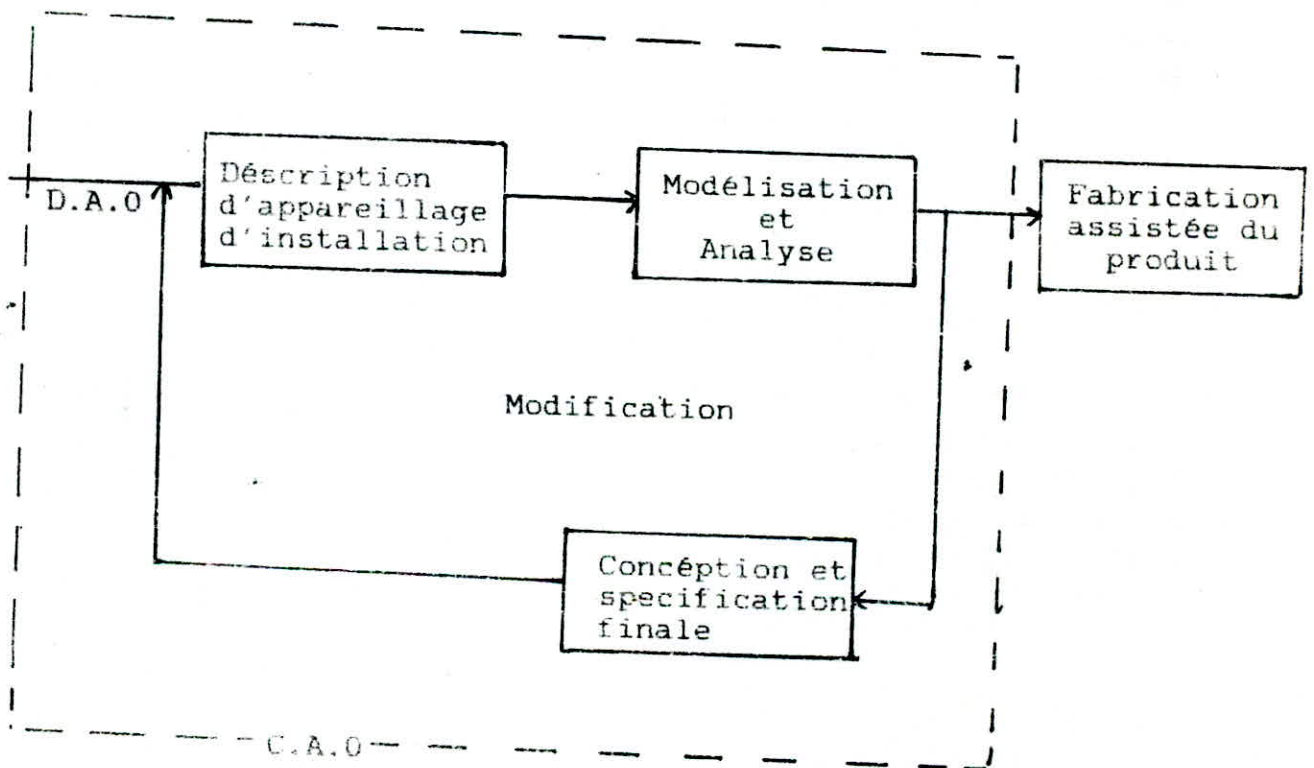 D.A.O
Déscription
d'appareillage
d'installation
Modélisation
et
Analyse
Fabrication
assistée du
produit
Modification
Concéption et
specification
finale
C.A.O